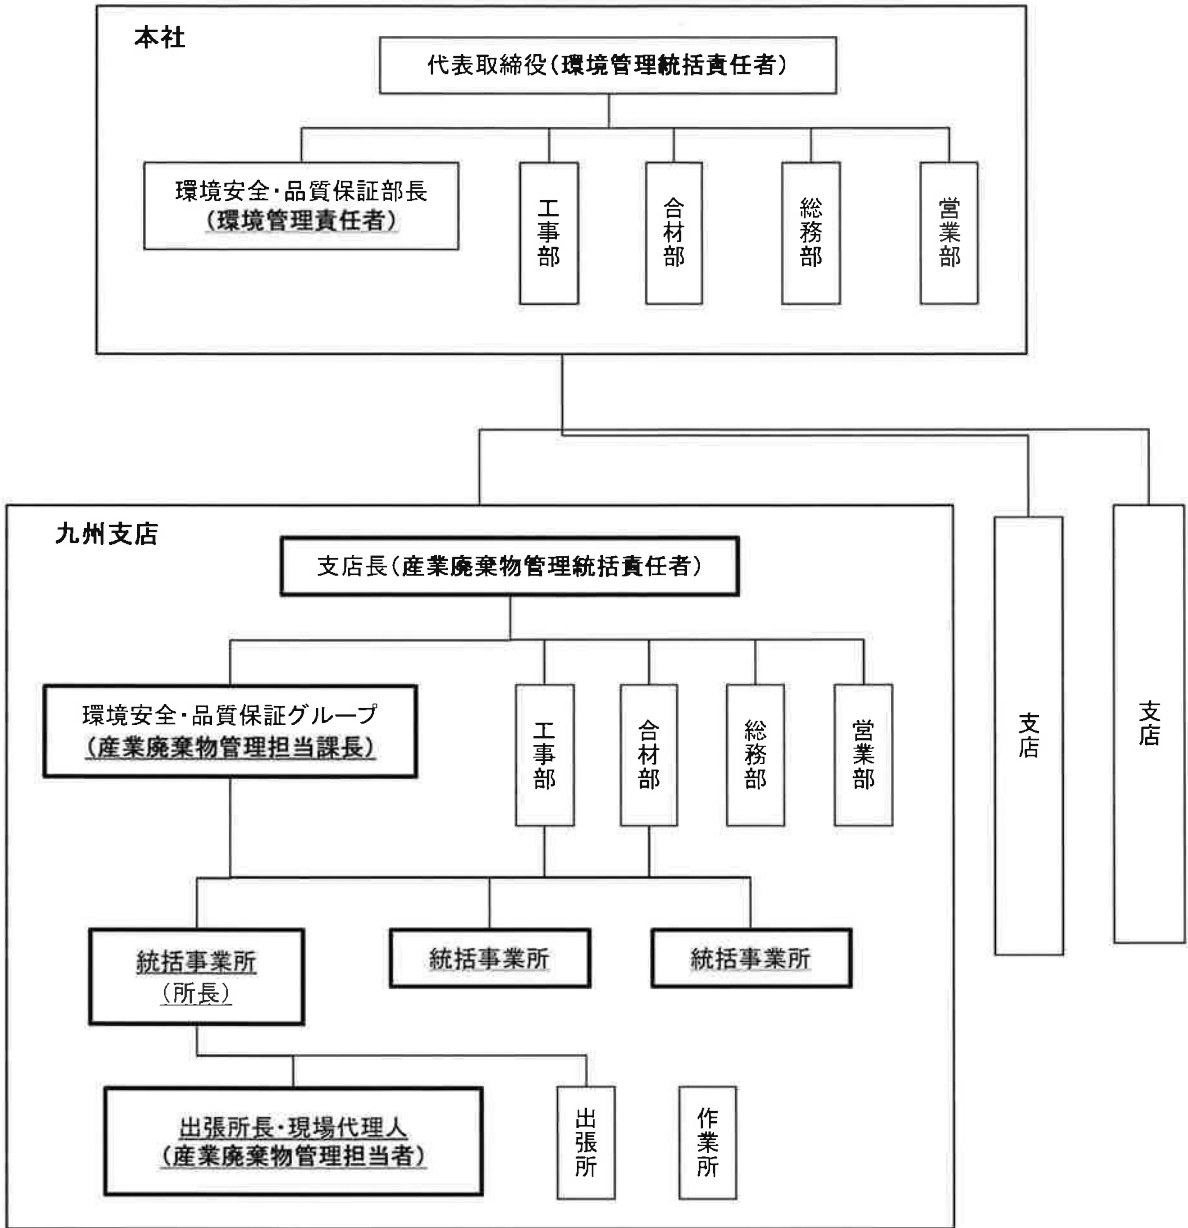 本社
代表取締役(環境管理統括責任者)
環境安全・品質保証部長
(環境管理責任者)
工事部
合材部
総務部
営業部
九州支店
支店長(産業廃棄物管理統括責任者)
環境安全・品質保証グループ
(産業廃棄物管理担当課長)
工事部
合材部
総務部
営業部
支店
支店
統括事業所
(所長)
統括事業所
統括事業所
出張所長・現場代理人
(産業廃棄物管理担当者)
出張所
作業所